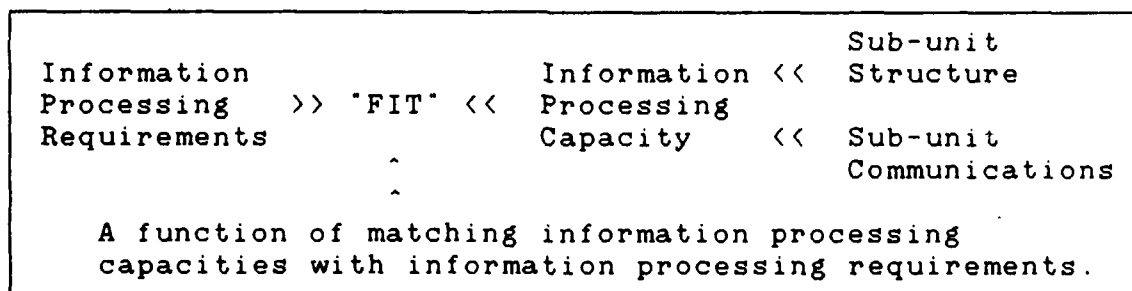 Sub-unit
Information Information << Structure
Processing >> "FIT" << Processing
Requirements Capacity << Sub-unit
^ Communications
^
A function of matching information processing
capacities with information processing requirements.